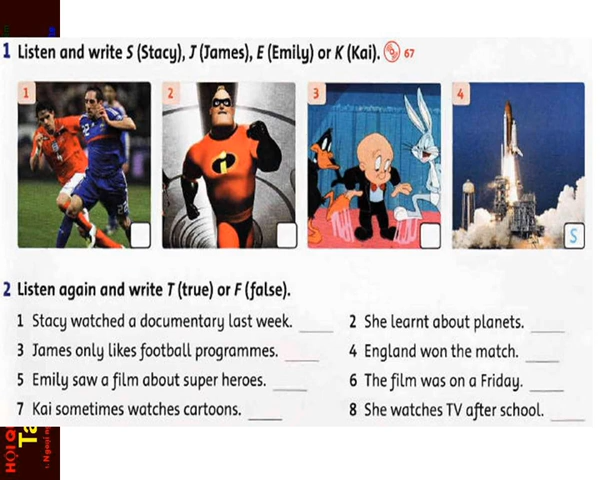 1 Listen and write S (Stacy), J (James), E (Emily) or K (Kai). 67
1
2
3
4
S
2 Listen again and write T (true) or F (false).
1 Stacy watched a documentary last week.
2 She learnt about planets.
3 James only likes football programmes.
4 England won the match.
5 Emily saw a film about super heroes.
6 The film was on a Friday.
7 Kai sometimes watches cartoons.
8 She watches TV after school.
HỘI Q
Ta